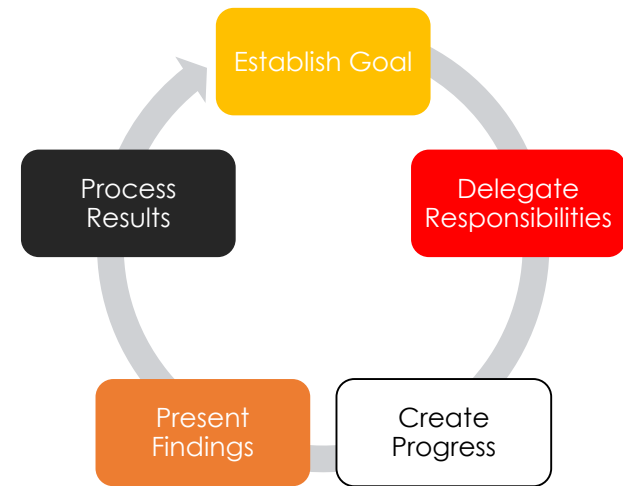 Establish Goal
Delegate
Responsibilities
Create
Progress
Present
Findings
Process
Results